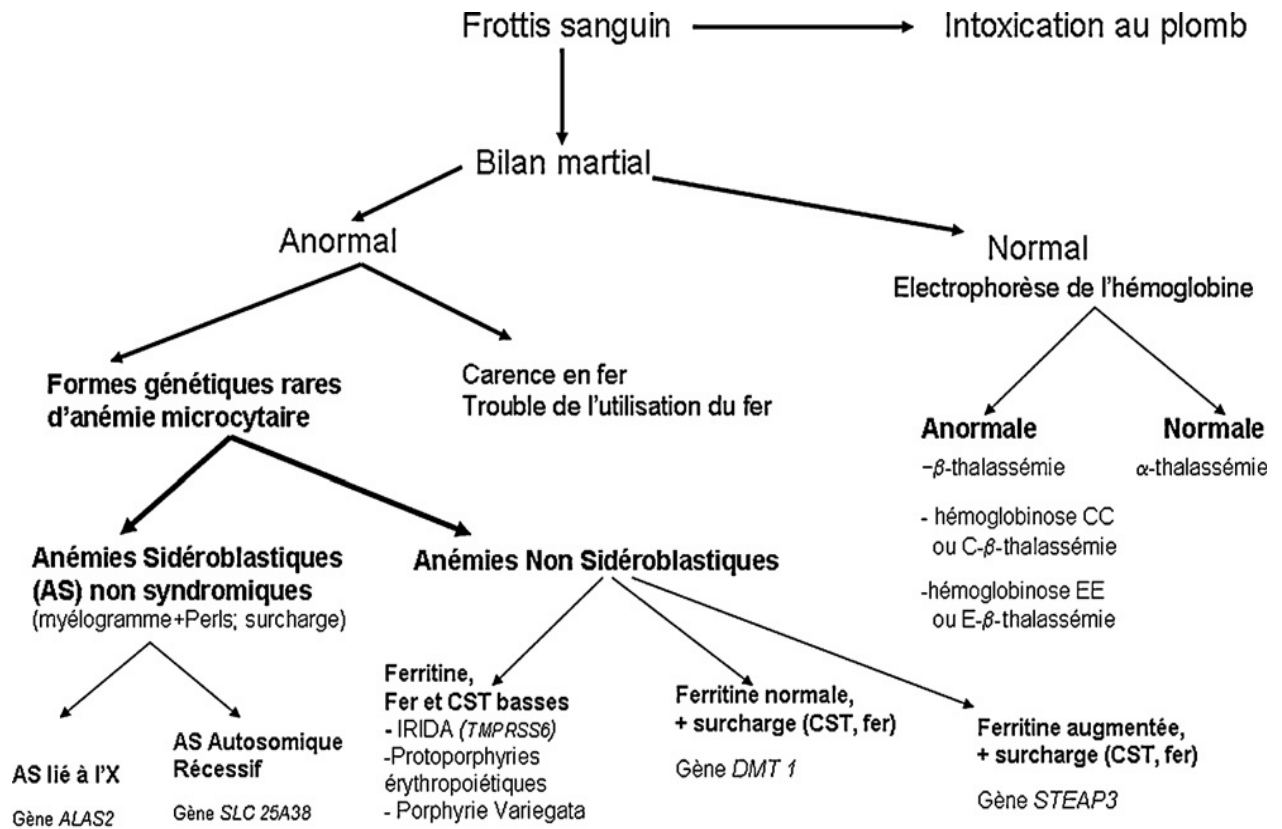 Frottis sanguin
Intoxication au plomb
Bilan martial
Anormal
Normal
Electrophorèse de l'hémoglobine
Formes génétiques rares
d'anémie microcytaire
Carence en fer
Trouble de l'utilisation du fer
Anormale
–β-thalassémie
- hémoglobinose CC
ou C-β-thalassémie
-hémoglobinose EE
ou E-β-thalassémie
Normale
α-thalassémie
Anémies Sidéroblastiques
(AS) non syndromiques
(myélogramme+Perls; surcharge)
Anémies Non Sidéroblastiques
AS lié à l'X
Gène ALAS2
AS Autosomique
Récessif
Gène SLC 25A38
Ferritine,
Fer et CST basses
- IRIDA (TMPRSS6)
-Protoporphyries
érythropoiétiques
- Porphyrie Variegata
Ferritine normale,
+ surcharge (CST, fer)
Gène DMT 1
Ferritine augmentée,
+ surcharge (CST, fer)
Gène STEAP3